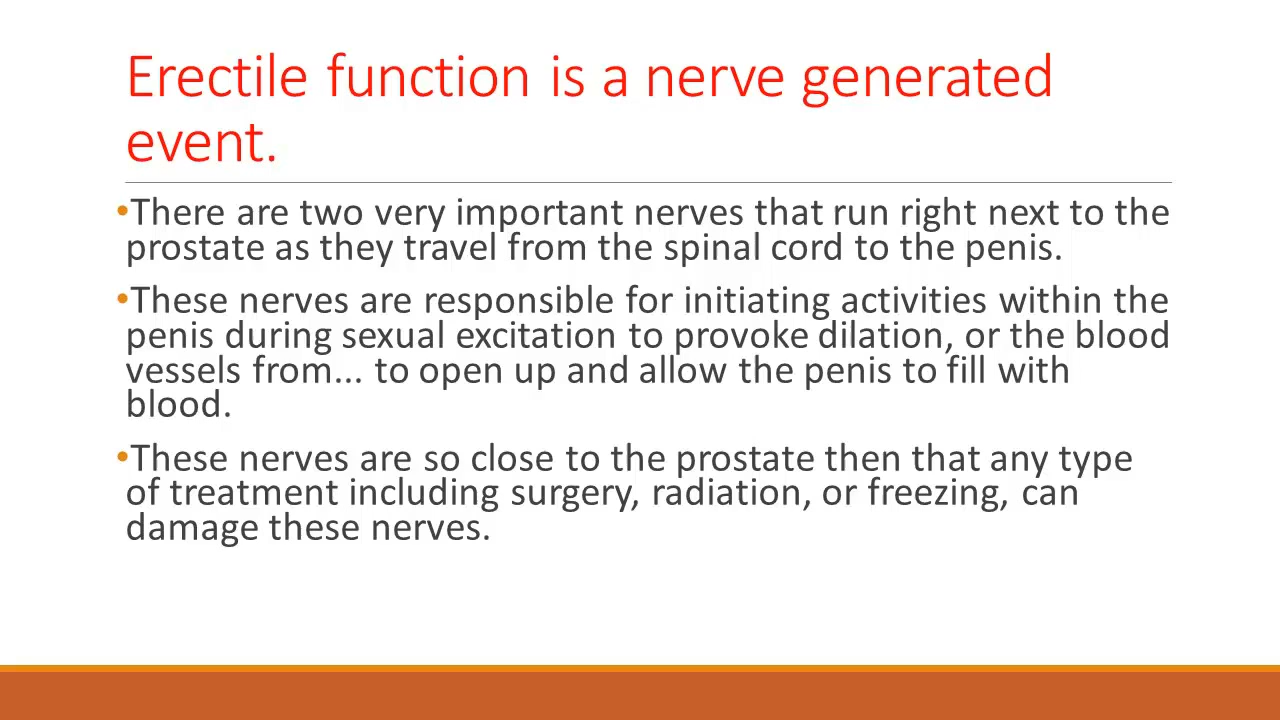 Erectile function is a nerve generated
event.
•There are two very important nerves that run right next to the
prostate as they travel from the spinal cord to the penis.
•These nerves are responsible for initiating activities within the
penis during sexual excitation to provoke dilation, or the blood
vessels from... to open up and allow the penis to fill with
blood.
•These nerves are so close to the prostate then that any type
of treatment including surgery, radiation, or freezing, can
damage these nerves.